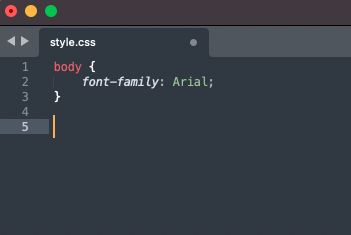 style.css
1 body {
2     font-family: Arial;
3 }
4
5